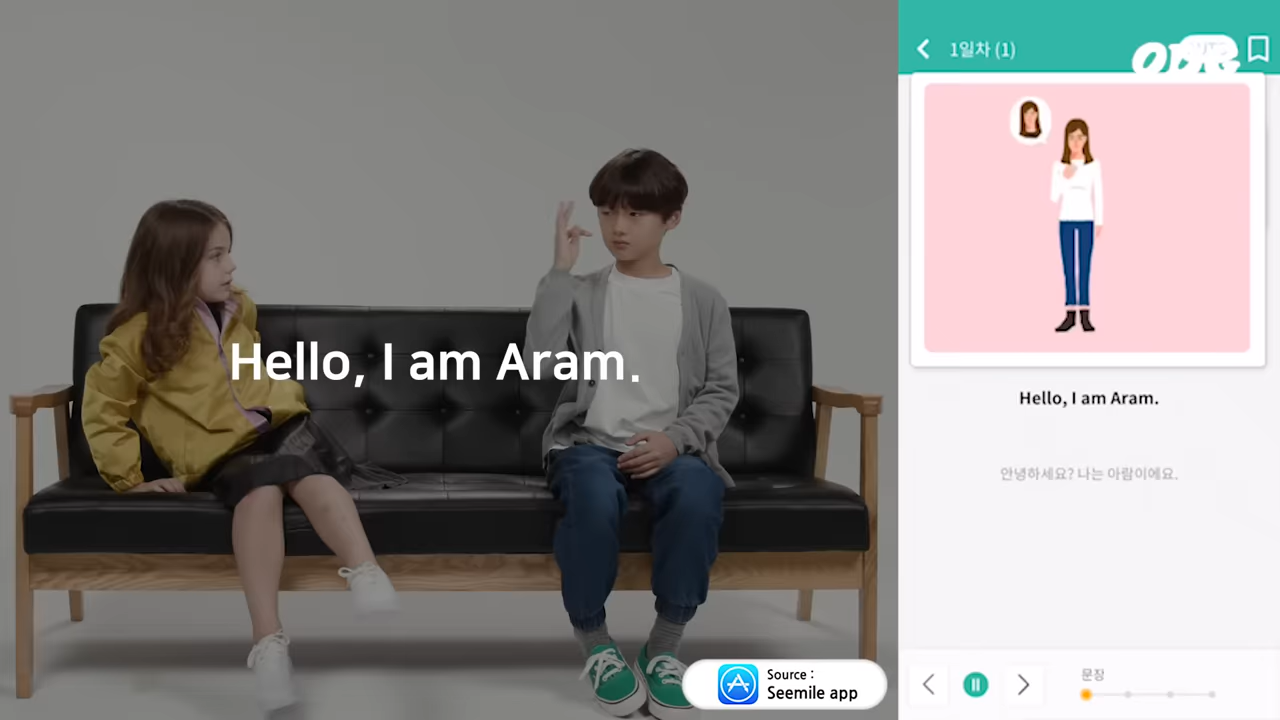 Hello, I am Aram.
Source :
Seemile app
1일차 (1)
ODR
Hello, I am Aram.
안녕하세요? 나는 아람이에요.
문장